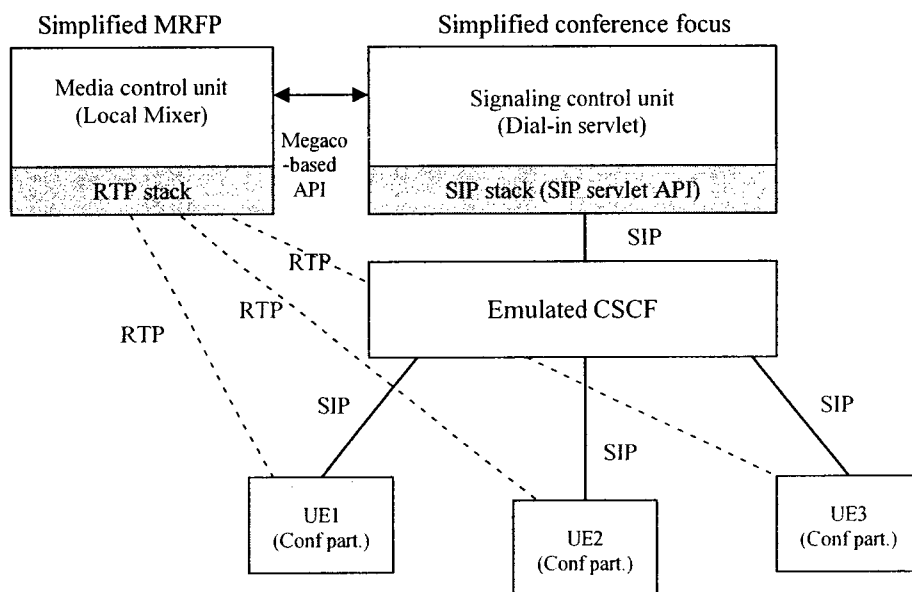 Simplified MRFP
Simplified conference focus
Media control unit
(Local Mixer)
Signaling control unit
(Dial-in servlet)
Megaco
-based
API
RTP stack
SIP stack (SIP servlet API)
SIP
RTP
RTP
RTP
Emulated CSCF
SIP
SIP
SIP
UE1
(Conf part.)
UE2
(Conf part.)
UE3
(Conf part.)